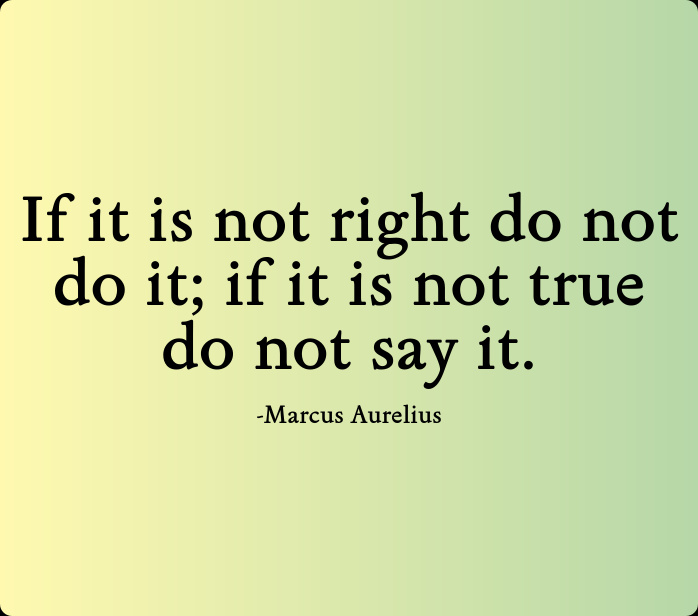 If it is not right do not
do it; if it is not true
do not say it.
-Marcus Aurelius